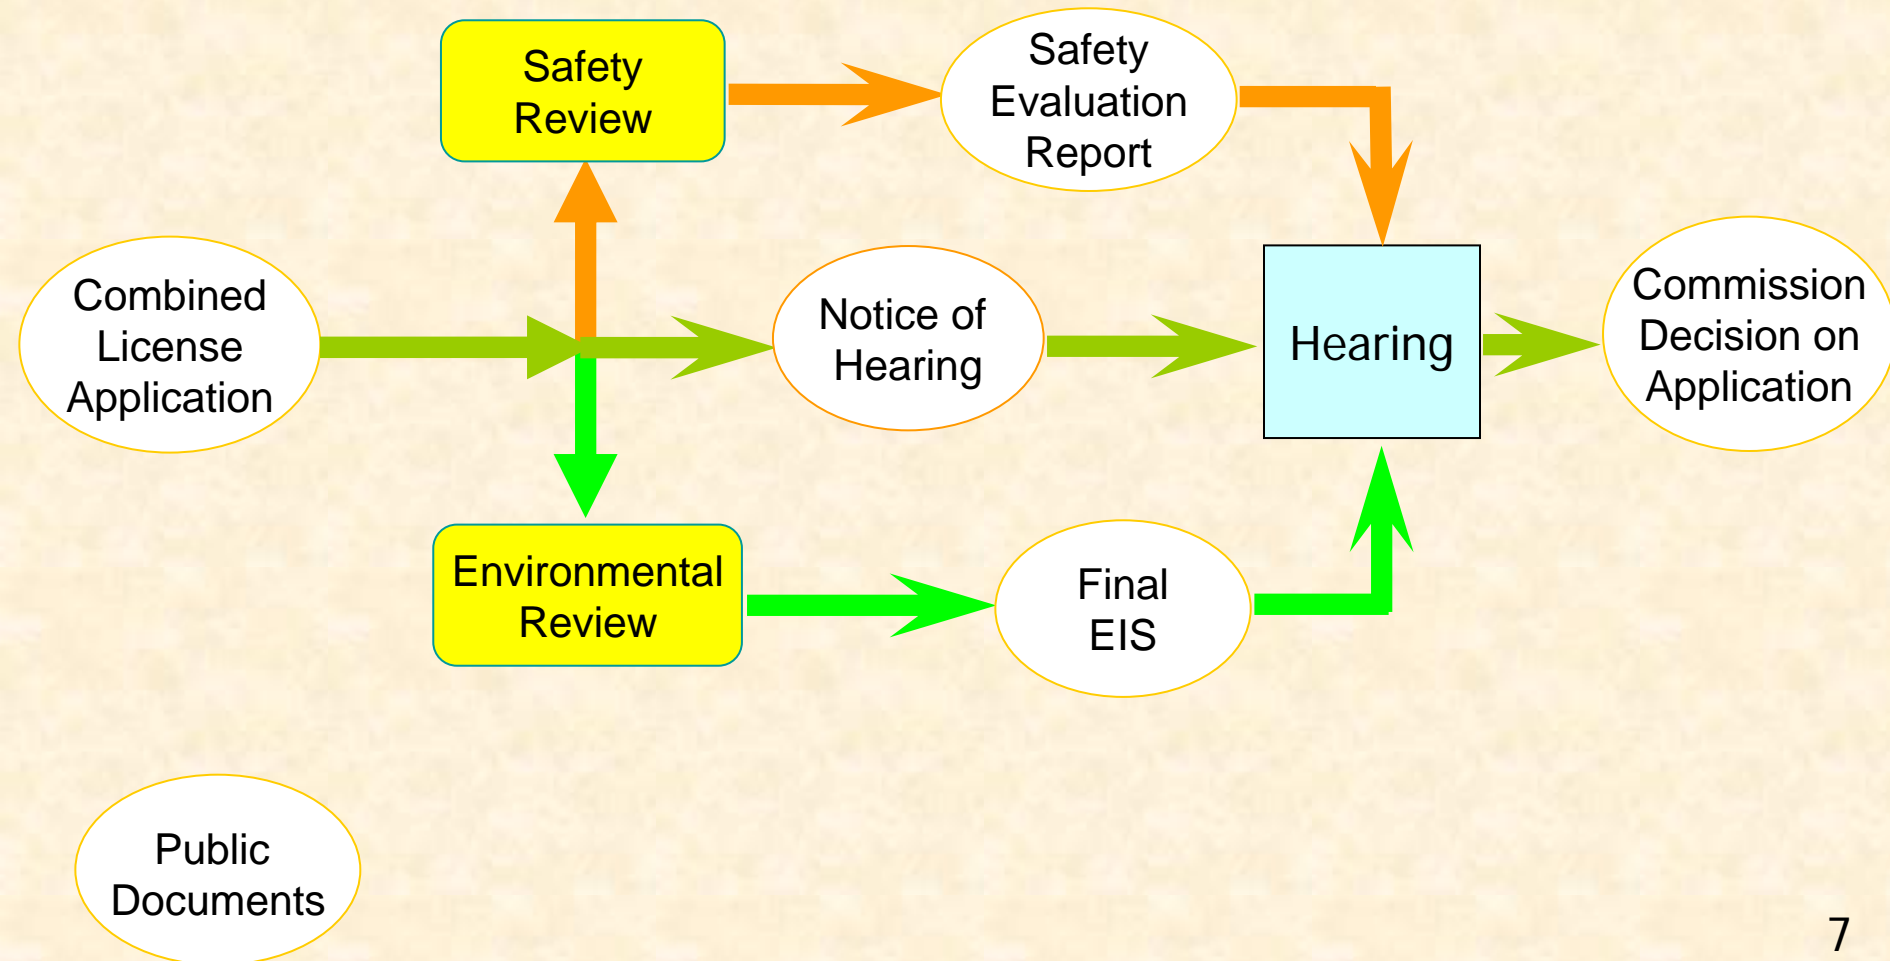 Safety
Review
Safety
Evaluation
Report
Combined
License
Application
Notice of
Hearing
Hearing
Commission
Decision on
Application
Environmental
Review
Final
EIS
Public
Documents
7